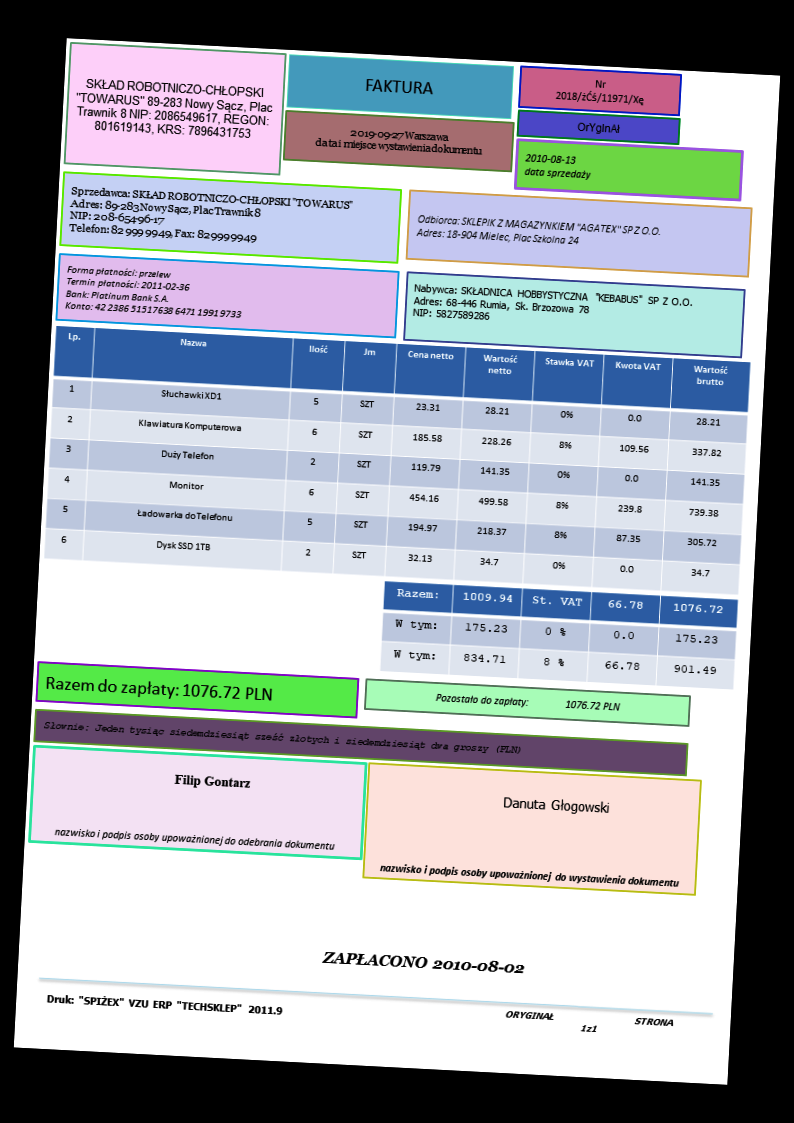 SKŁAD ROBOTNICZO-CHŁOPSKI
"TOWARUS" 89-283 Nowy Sącz, Plac
Trawnik 8 NIP: 2086549617, REGON:
801619143, KRS: 7896431753
FAKTURA
2019-09-27 Warszawa
data i miejsce wystawienia dokumentu
Nr
2018/żĆś/11971/Xę
OrYgInAł
2010-08-13
data sprzedaży
Sprzedawca: SKŁAD ROBOTNICZO-CHŁOPSKI "TOWARUS"
Adres: 89-283 Nowy Sącz, Plac Trawnik 8
NIP: 208-65-496-17
Telefon: 82 999 9949, Fax: 829999949
Odbiorca: SKLEPIK Z MAGAZYNKIEM "AGATEX" SP Z O.O.
Adres: 18-904 Mielec, Plac Szkolna 24
Forma płatności: przelew
Termin płatności: 2011-02-36
Bank: Platinum Bank S.A.
Konto: 42 2386 51517638 6471 1991 9733
Nabywca: SKŁADNICA HOBBYSTYCZNA "KEBABUS" SP Z O.O.
Adres: 68-446 Rumia, Sk. Brzozowa 78
NIP: 5827589286
Lp. Nazwa Ilość Jm Cena netto Wartość netto Stawka VAT Kwota VAT Wartość brutto
1 Słuchawki XD1 5 SZT 23.31 28.21 0% 0.0 28.21
2 Klawiatura Komputerowa 6 SZT 185.58 228.26 8% 109.56 337.82
3 Duży Telefon 2 SZT 119.79 141.35 0% 0.0 141.35
4 Monitor 6 SZT 454.16 499.58 8% 239.8 739.38
5 Ładowarka do Telefonu 5 SZT 194.97 218.37 8% 87.35 305.72
6 Dysk SSD 1TB 2 SZT 32.13 34.7 0% 0.0 34.7
Razem: 1009.94 St. VAT 66.78 1076.72
W tym: 175.23 0 % 0.0 175.23
W tym: 834.71 8 % 66.78 901.49
Razem do zapłaty: 1076.72 PLN
Pozostało do zapłaty: 1076.72 PLN
Słownie: Jeden tysiąc siedemdziesiąt sześć złotych i siedemdziesiąt dwa groszy (PLN)
Filip Gontarz
nazwisko i podpis osoby upoważnionej do odebrania dokumentu
Danuta Głogowski
nazwisko i podpis osoby upoważnionej do wystawienia dokumentu
ZAPŁACONO 2010-08-02
Druk: "SPIŻEX" VZU ERP "TECHSKLEP" 2011.9
ORYGINAŁ
STRONA
1z1